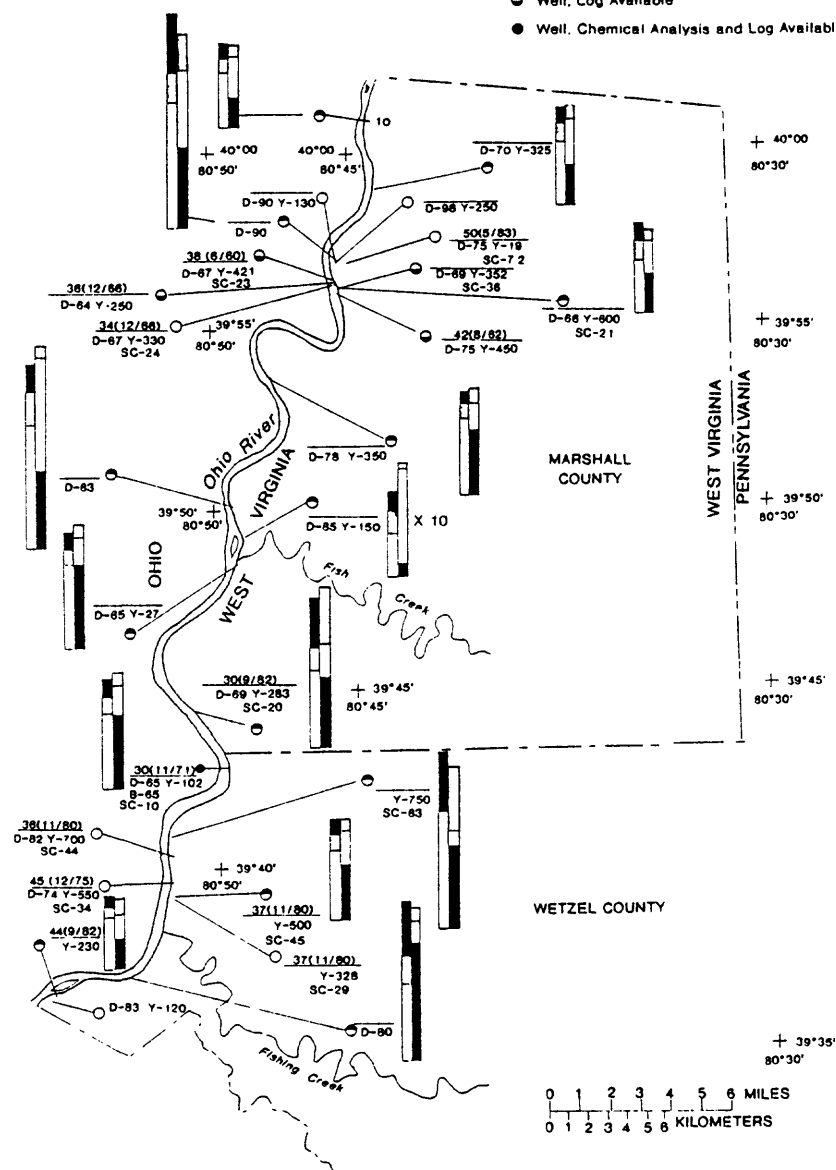 Well, Log Available
Well, Chemical Analysis and Log Availabl
10
40°00
80°50'
40°00
80°45'
40°00
80°30'
D-70 Y-325
D-90 Y-130
D-96 Y-250
D-90
50(5/83)
D-75 Y-19
SC-72
38 (6/60)
D-67 Y-421
SC-23
D-69 Y-352
SC-36
36(12/66)
D-64 Y-250
D-66 Y-600
SC-21
34(12/66)
D-67 Y-330
SC-24
39°55'
80°50'
42(8/62)
D-75 Y-450
39°55'
80°30'
Ohio River
D-78 Y-350
MARSHALL
COUNTY
WEST VIRGINIA
PENNSYLVANIA
D-83
39°50'
80°50'
VIRGINIA
D-85 Y-150
X 10
39°50'
80°30'
OHIO
WEST
Fish
Creek
D-65 Y-27
30(9/82)
D-69 Y-283
SC-20
39°45'
80°45'
39°45'
80°30'
30(11/71)
D-65 Y-102
B-65
SC-10
Y-750
SC-63
36(11/80)
D-82 Y-700
SC-44
39°40'
80°50'
45 (12/75)
D-74 Y-550
SC-34
37(11/80)
Y-500
SC-45
WETZEL COUNTY
44(9/82)
Y-230
37(11/80)
Y-328
SC-29
D-83 Y-120
D-80
Fishing Creek
39°35'
80°30'
0 1 2 3 4 5 6 MILES
0 1 2 3 4 5 6 KILOMETERS